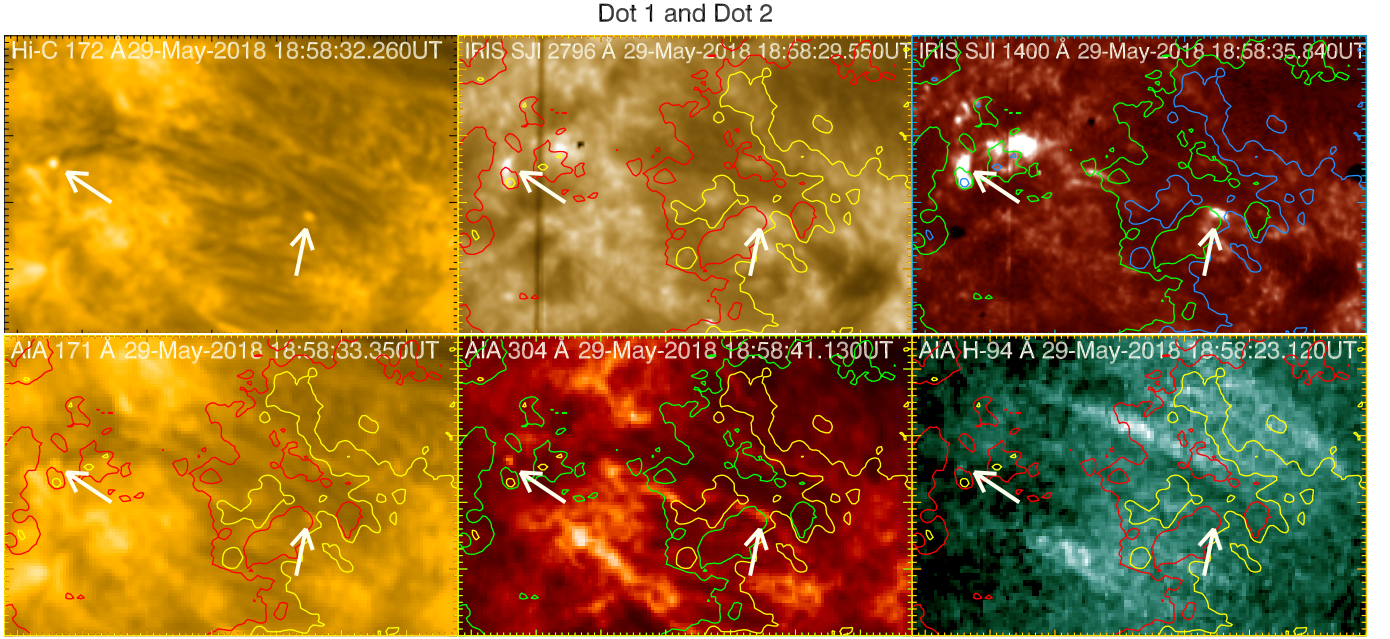 Dot 1 and Dot 2
Hi-C 172 Å29-May-2018 18:58:32.260UT
IRIS SJI 2796 Å 29-May-2018 18:58:29.550UT
IRIS SJI 1400 Å 29-May-2018 18:58:35.840UT
AIA 171 Å 29-May-2018 18:58:33.350UT
AIA 304 Å 29-May-2018 18:58:41.130UT
AIA H-94 Å 29-May-2018 18:58:23.120UT